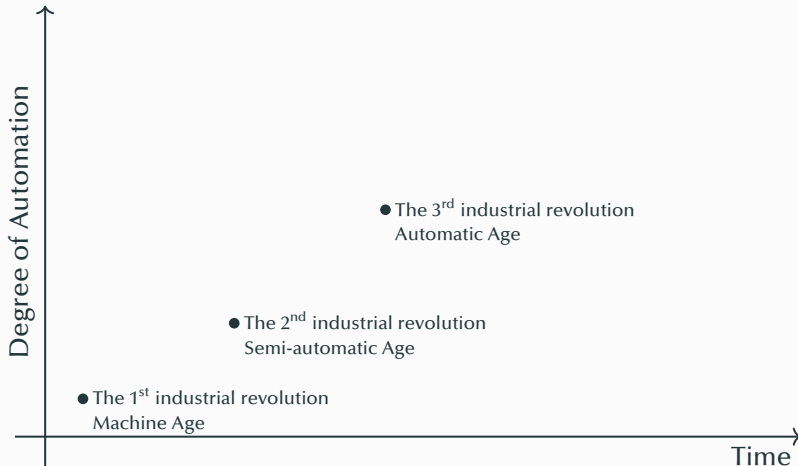 Degree of Automation
The 3rd industrial revolution
Automatic Age
The 2nd industrial revolution
Semi-automatic Age
The 1st industrial revolution
Machine Age
Time